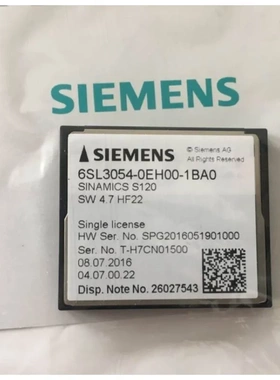 SIEMENS
© Siemens AG
All Rights Reserved
SIEMENS
6SL3054-0EH00-1BA0
SINAMICS S120
SW 4.7 HF22
Single license
HW Ser. No. SPG2016051901000
Ser. No. T-H7CN01500
08.07.2016
04.07.00.22
Disp. Note No. 26027543